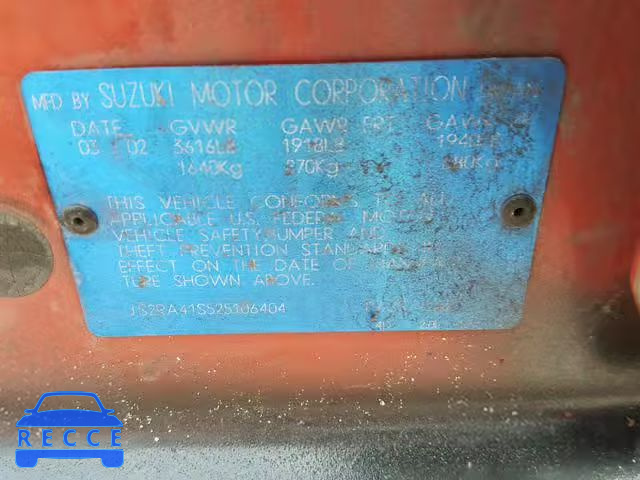 MFD BY SUZUKI MOTOR CORPORATION
DATE GVWR GAWR FRT
03 02 3616LB 1918LB
1640Kg 870Kg
THIS VEHICLE CONFORMS ALL
APPLICABLE U.S. FEDERAL
VEHICLE SAFETY, BUMPER AND
THEFT PREVENTION
EFFECT ON THE DATE OF
TURE SHOWN ABOVE.
JS2RA41S525106404
RECCE